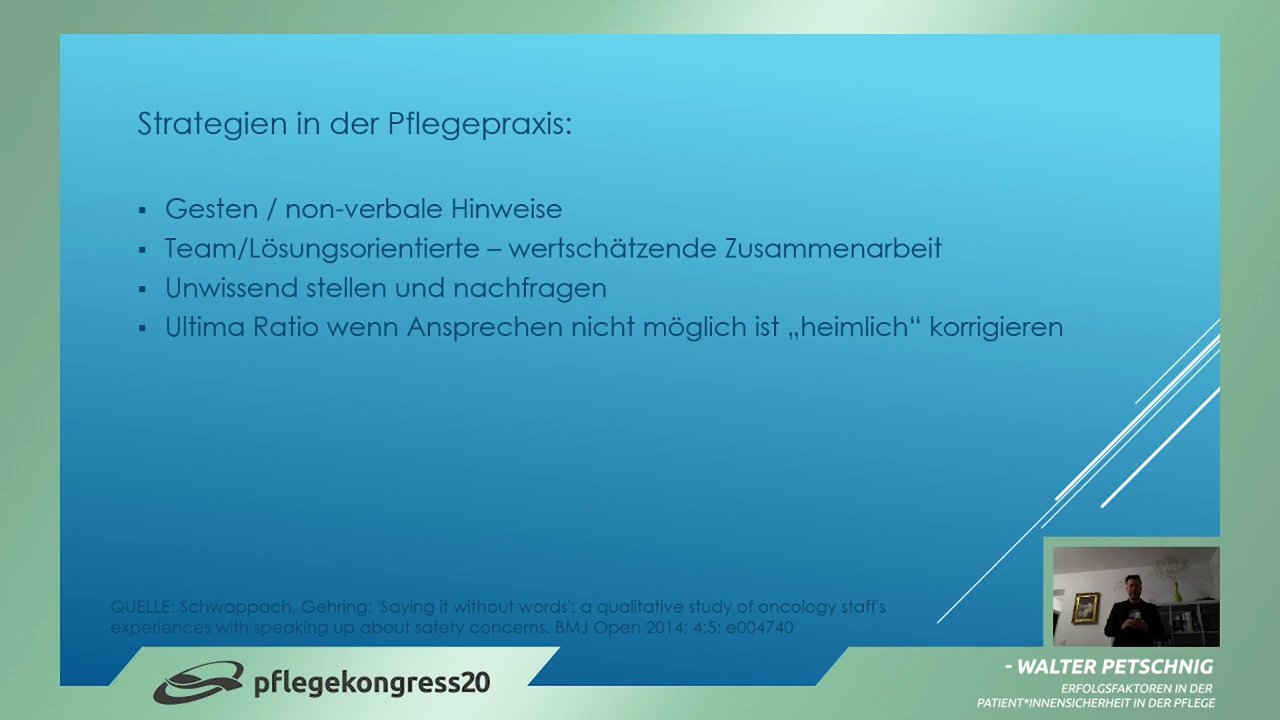 Strategien in der Pflegepraxis:
Gesten / non-verbale Hinweise
Team/Lösungsorientierte – wertschätzende Zusammenarbeit
Unwissend stellen und nachfragen
Ultima Ratio wenn Ansprechen nicht möglich ist „heimlich“ korrigieren
QUELLE: Schwappach, Gehring: 'Saying it without words': a qualitative study of oncology staff's
experiences with speaking up about safety concerns. BMJ Open 2014; 4:5: e004740
pflegekongress20
- WALTER PETSCHNIG
ERFOLGSFAKTOREN IN DER
PATIENT*INNENSICHERHEIT IN DER PFLEGE